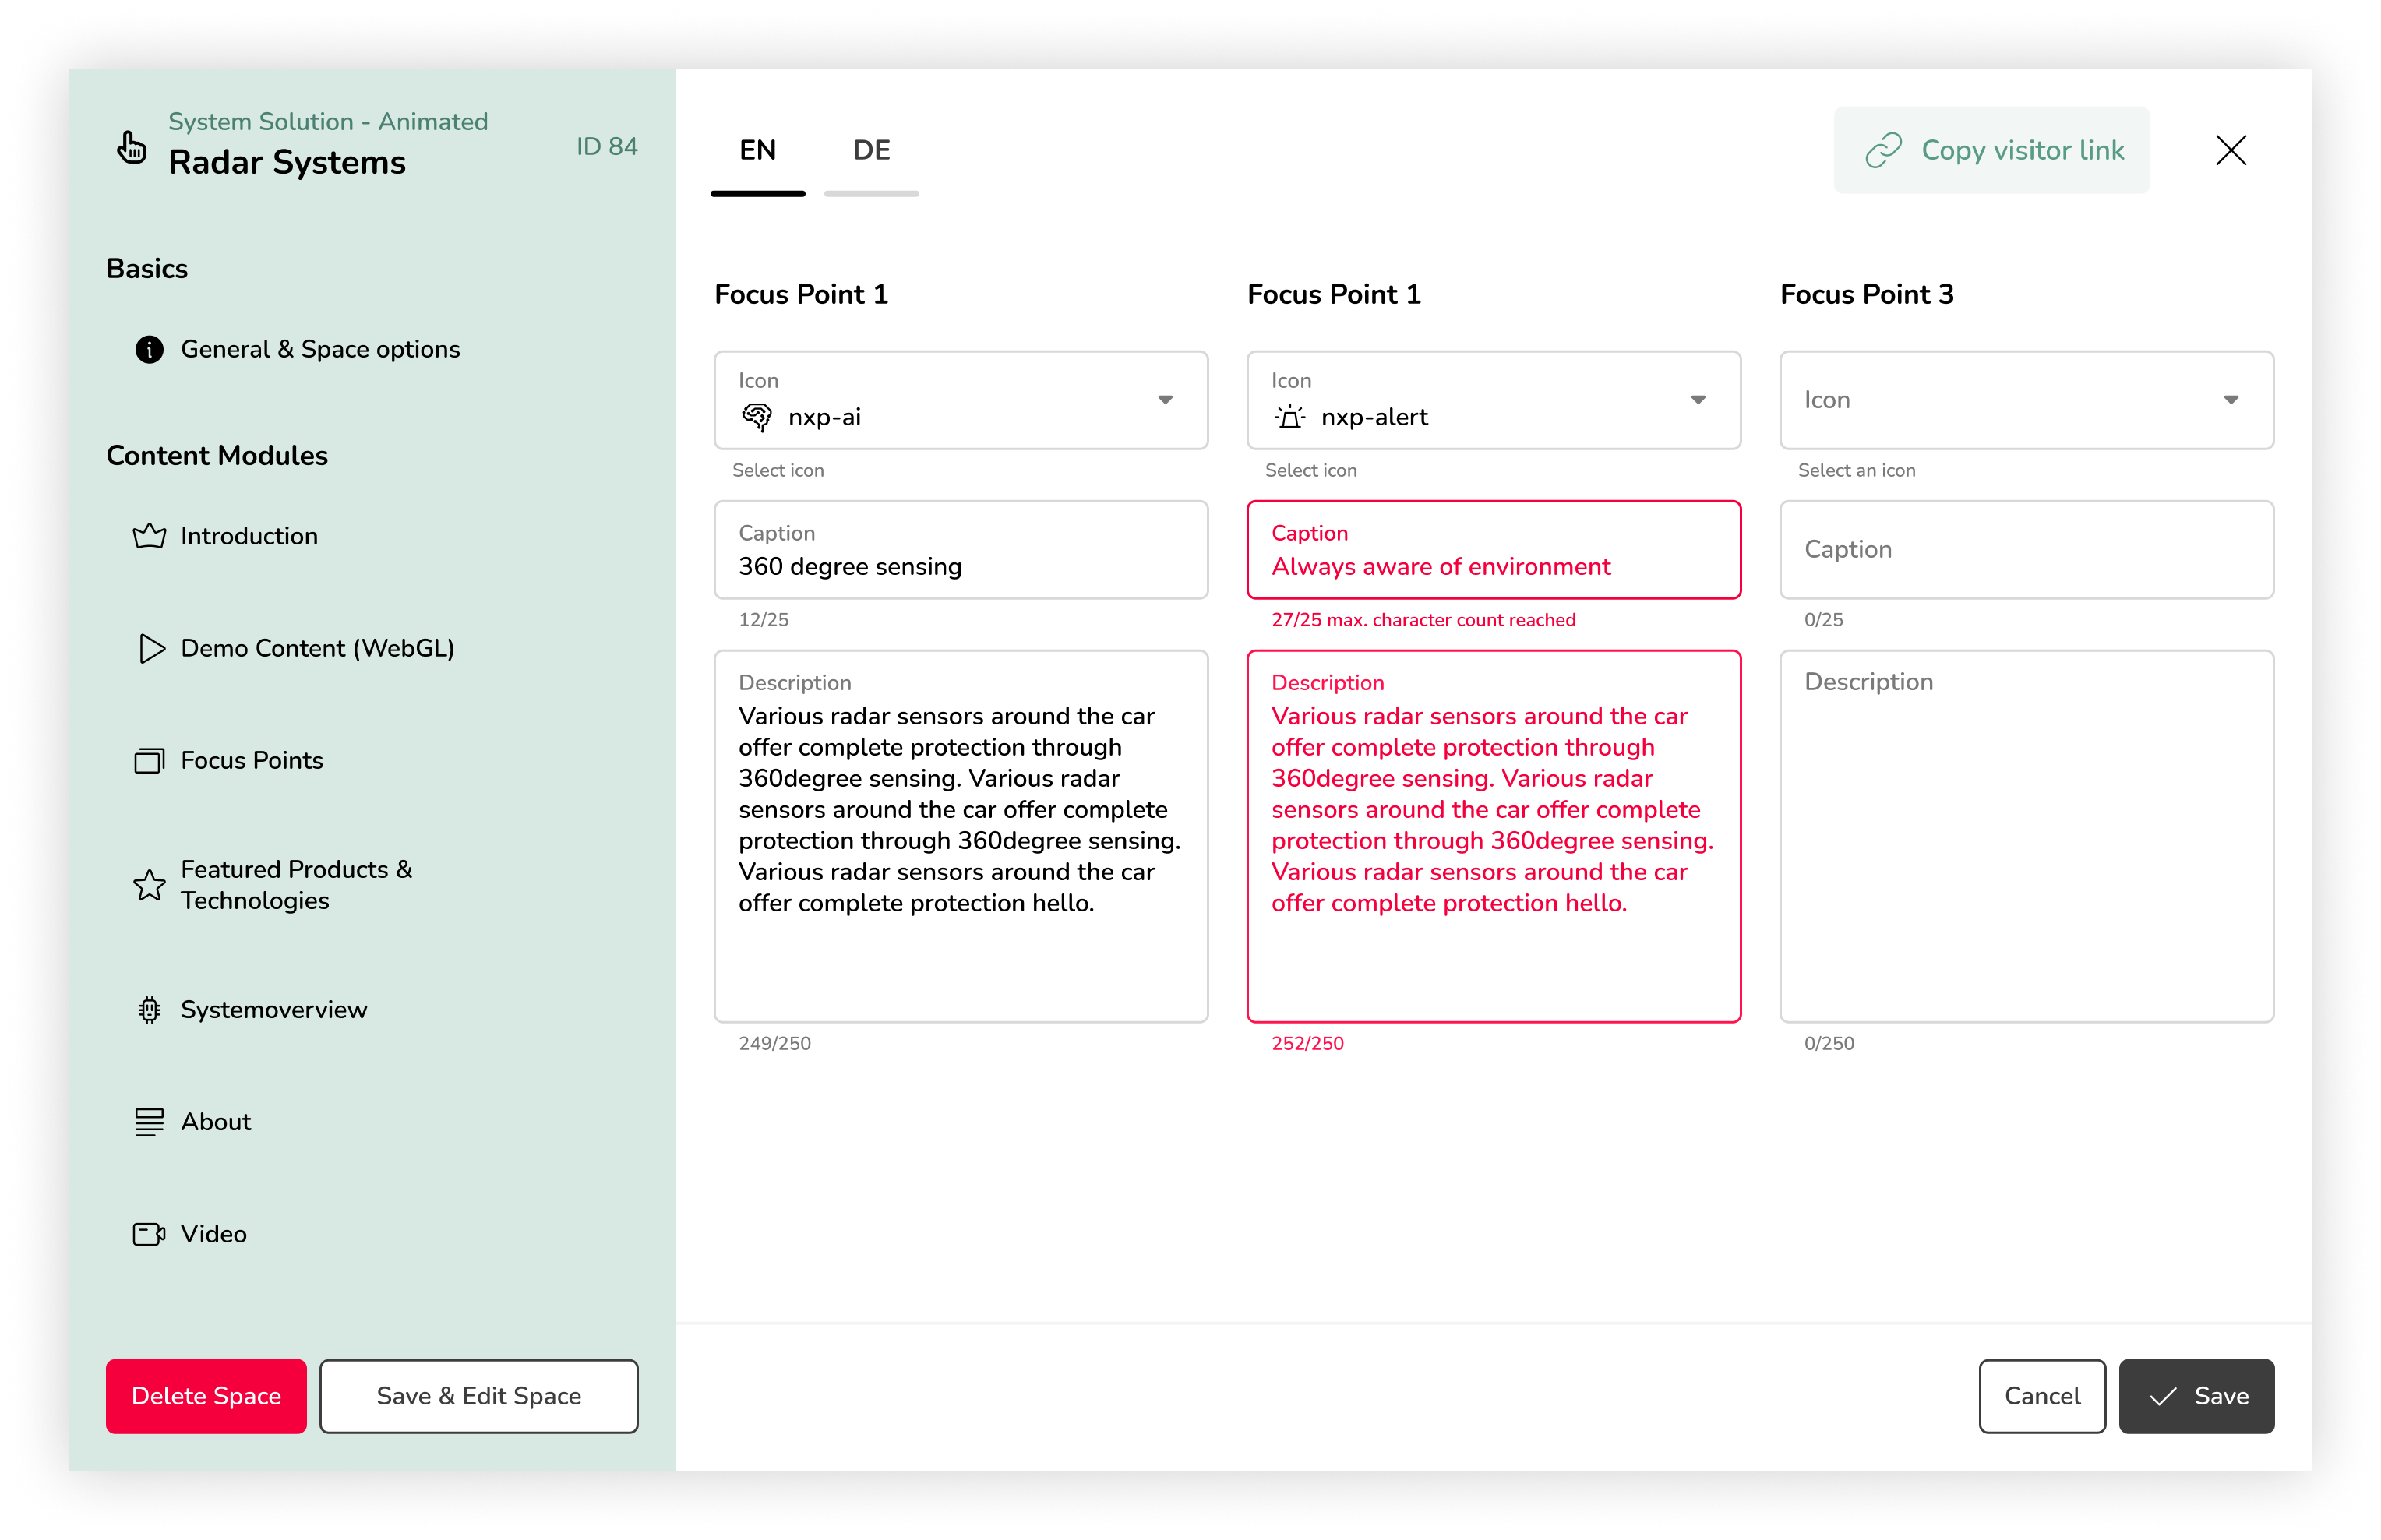 System Solution - Animated
Radar Systems
ID 84
Basics
General & Space options
Content Modules
Introduction
Demo Content (WebGL)
Focus Points
Featured Products &
Technologies
Systemoverview
About
Video
Delete Space
Save & Edit Space
EN
DE
Copy visitor link
Focus Point 1
Icon
nxp-ai
Select icon
Caption
360 degree sensing
12/25
Description
Various radar sensors around the car
offer complete protection through
360degree sensing. Various radar
sensors around the car offer complete
protection through 360degree sensing.
Various radar sensors around the car
offer complete protection hello.
249/250
Focus Point 1
Icon
nxp-alert
Select icon
Caption
Always aware of environment
27/25 max. character count reached
Description
Various radar sensors around the car
offer complete protection through
360degree sensing. Various radar
sensors around the car offer complete
protection through 360degree sensing.
Various radar sensors around the car
offer complete protection hello.
252/250
Focus Point 3
Icon
Select an icon
Caption
0/25
Description
0/250
Cancel
Save